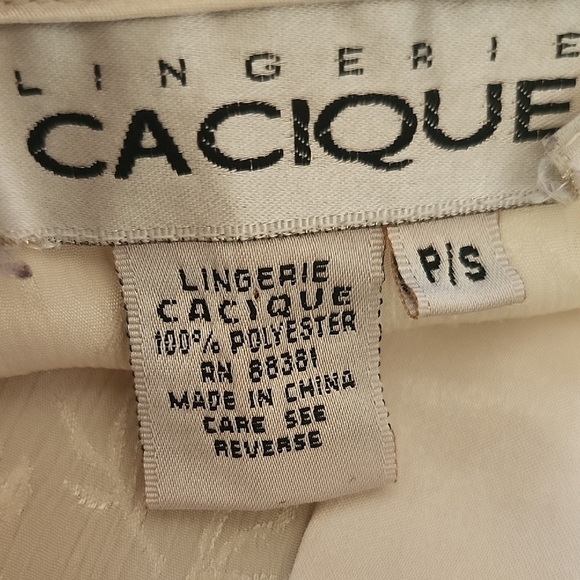 LINGERIE
CACIQUE
P/S
LINGERIE
CACIQUE
100% POLYESTER
RN 88381
MADE IN CHINA
CARE SEE
REVERSE